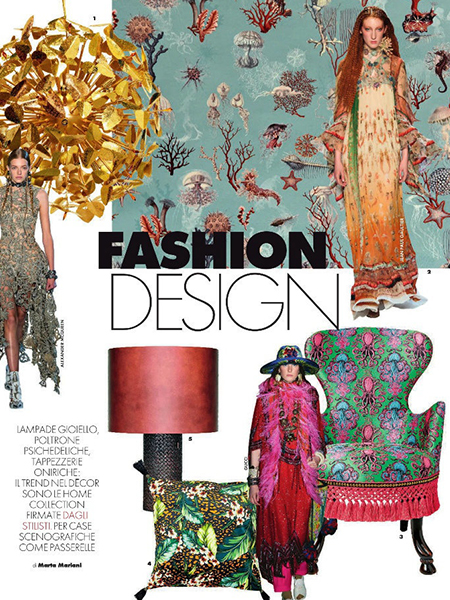 1
JEAN PAUL GAULTIER
2
ALEXANDER MCQUEEN
FASHION
DESIGN
LAMPADE GIOIELLO,
POLTRONE
PSICHEDELICHE,
TAPPEZZERIE
ONIRICHE:
IL TREND NEL DÉCOR
SONO LE HOME
COLLECTION
FIRMATE DAGLI
STILISTI. PER CASE
SCENOGRAFICHE
COME PASSERELLE
di Marta Mariani
5
GUCCI
3
4